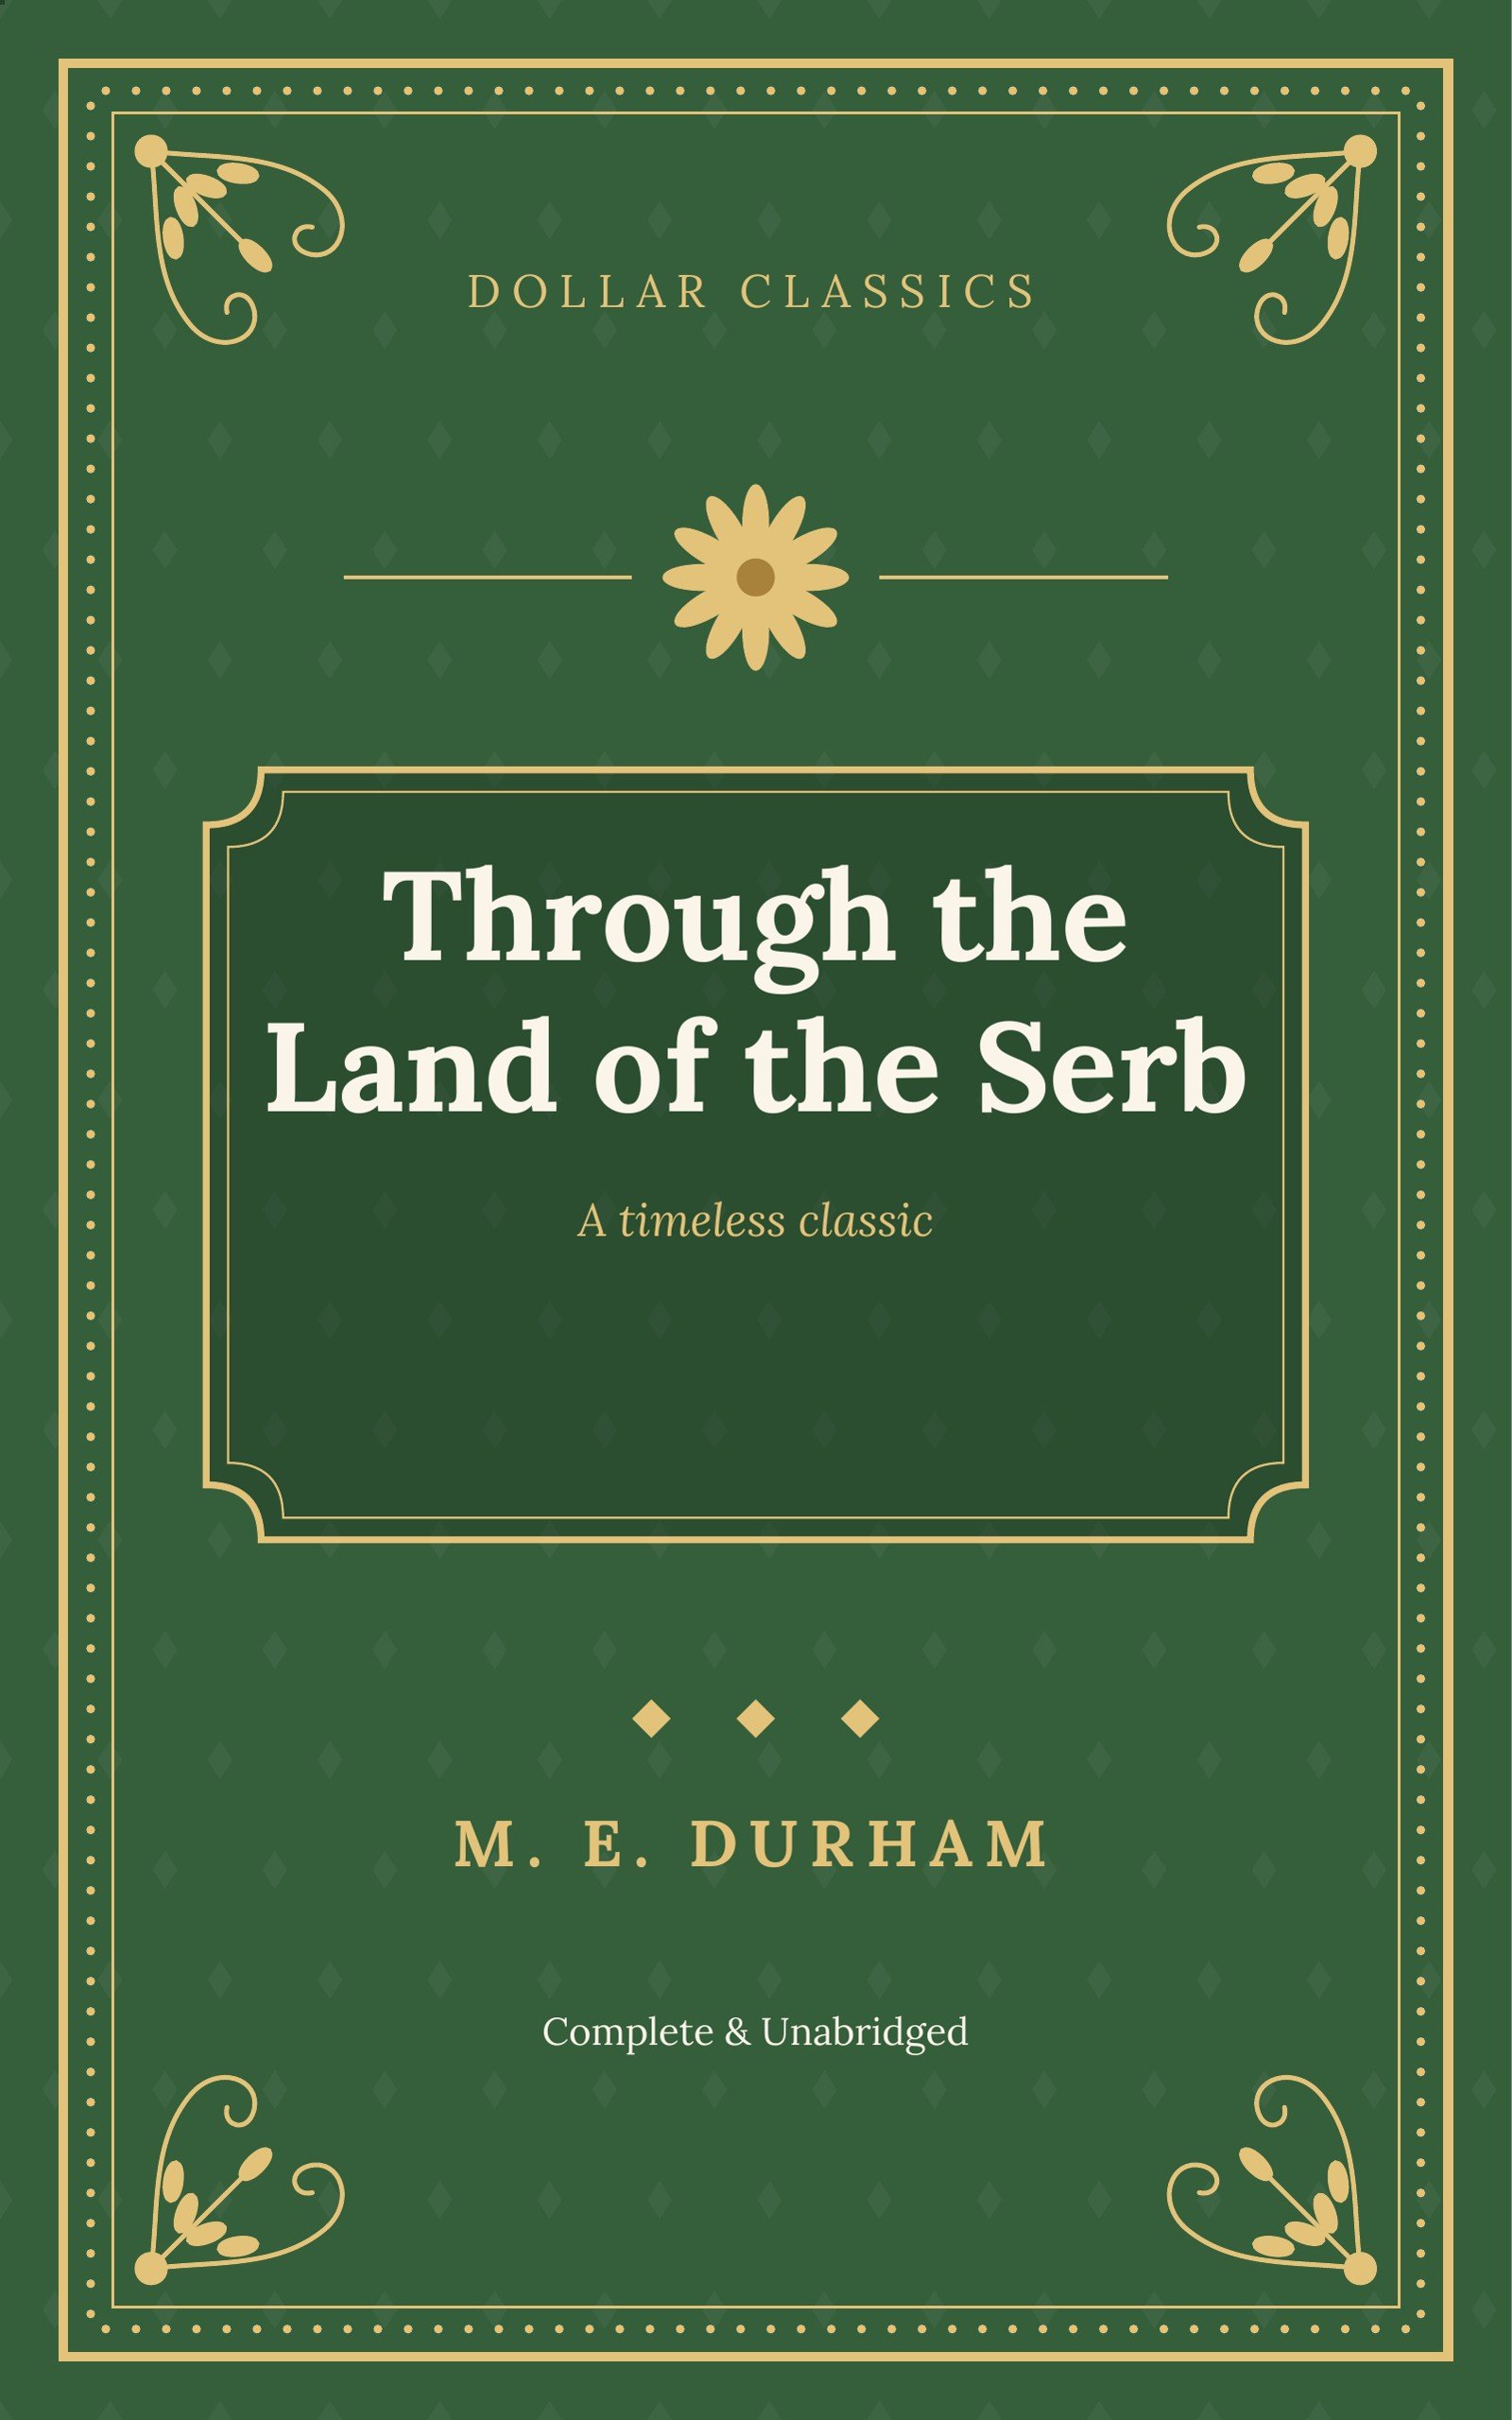 DOLLAR CLASSICS
Through the
Land of the Serb
A timeless classic
M. E. DURHAM
Complete & Unabridged